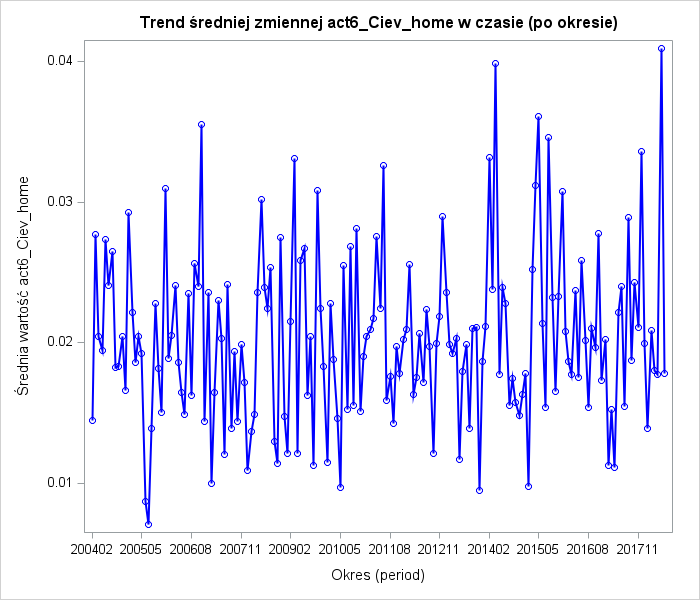 Trend średniej zmiennej act6_Ciev_home w czasie (po okresie)
Średnia wartość act6_Ciev_home
0.04
0.03
0.02
0.01
200402 200505 200608 200711 200902 201005 201108 201211 201402 201505 201608 201711
Okres (period)